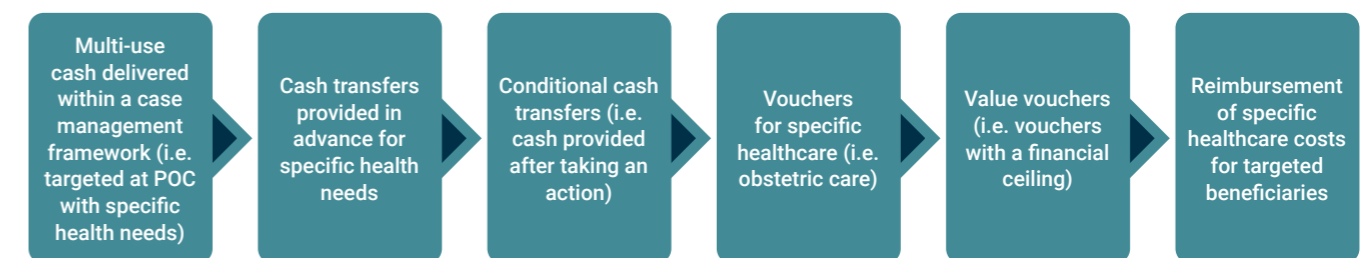 Multi-use
cash delivered
within a case
management
framework (i.e.
targeted at POC
with specific
health needs)
Cash transfers
provided in
advance for
specific health
needs
Conditional cash
transfers (i.e.
cash provided
after taking an
action)
Vouchers
for specific
healthcare (i.e.
obstetric care)
Value vouchers
(i.e. vouchers
with a financial
ceiling)
Reimbursement
of specific
healthcare costs
for targeted
beneficiaries